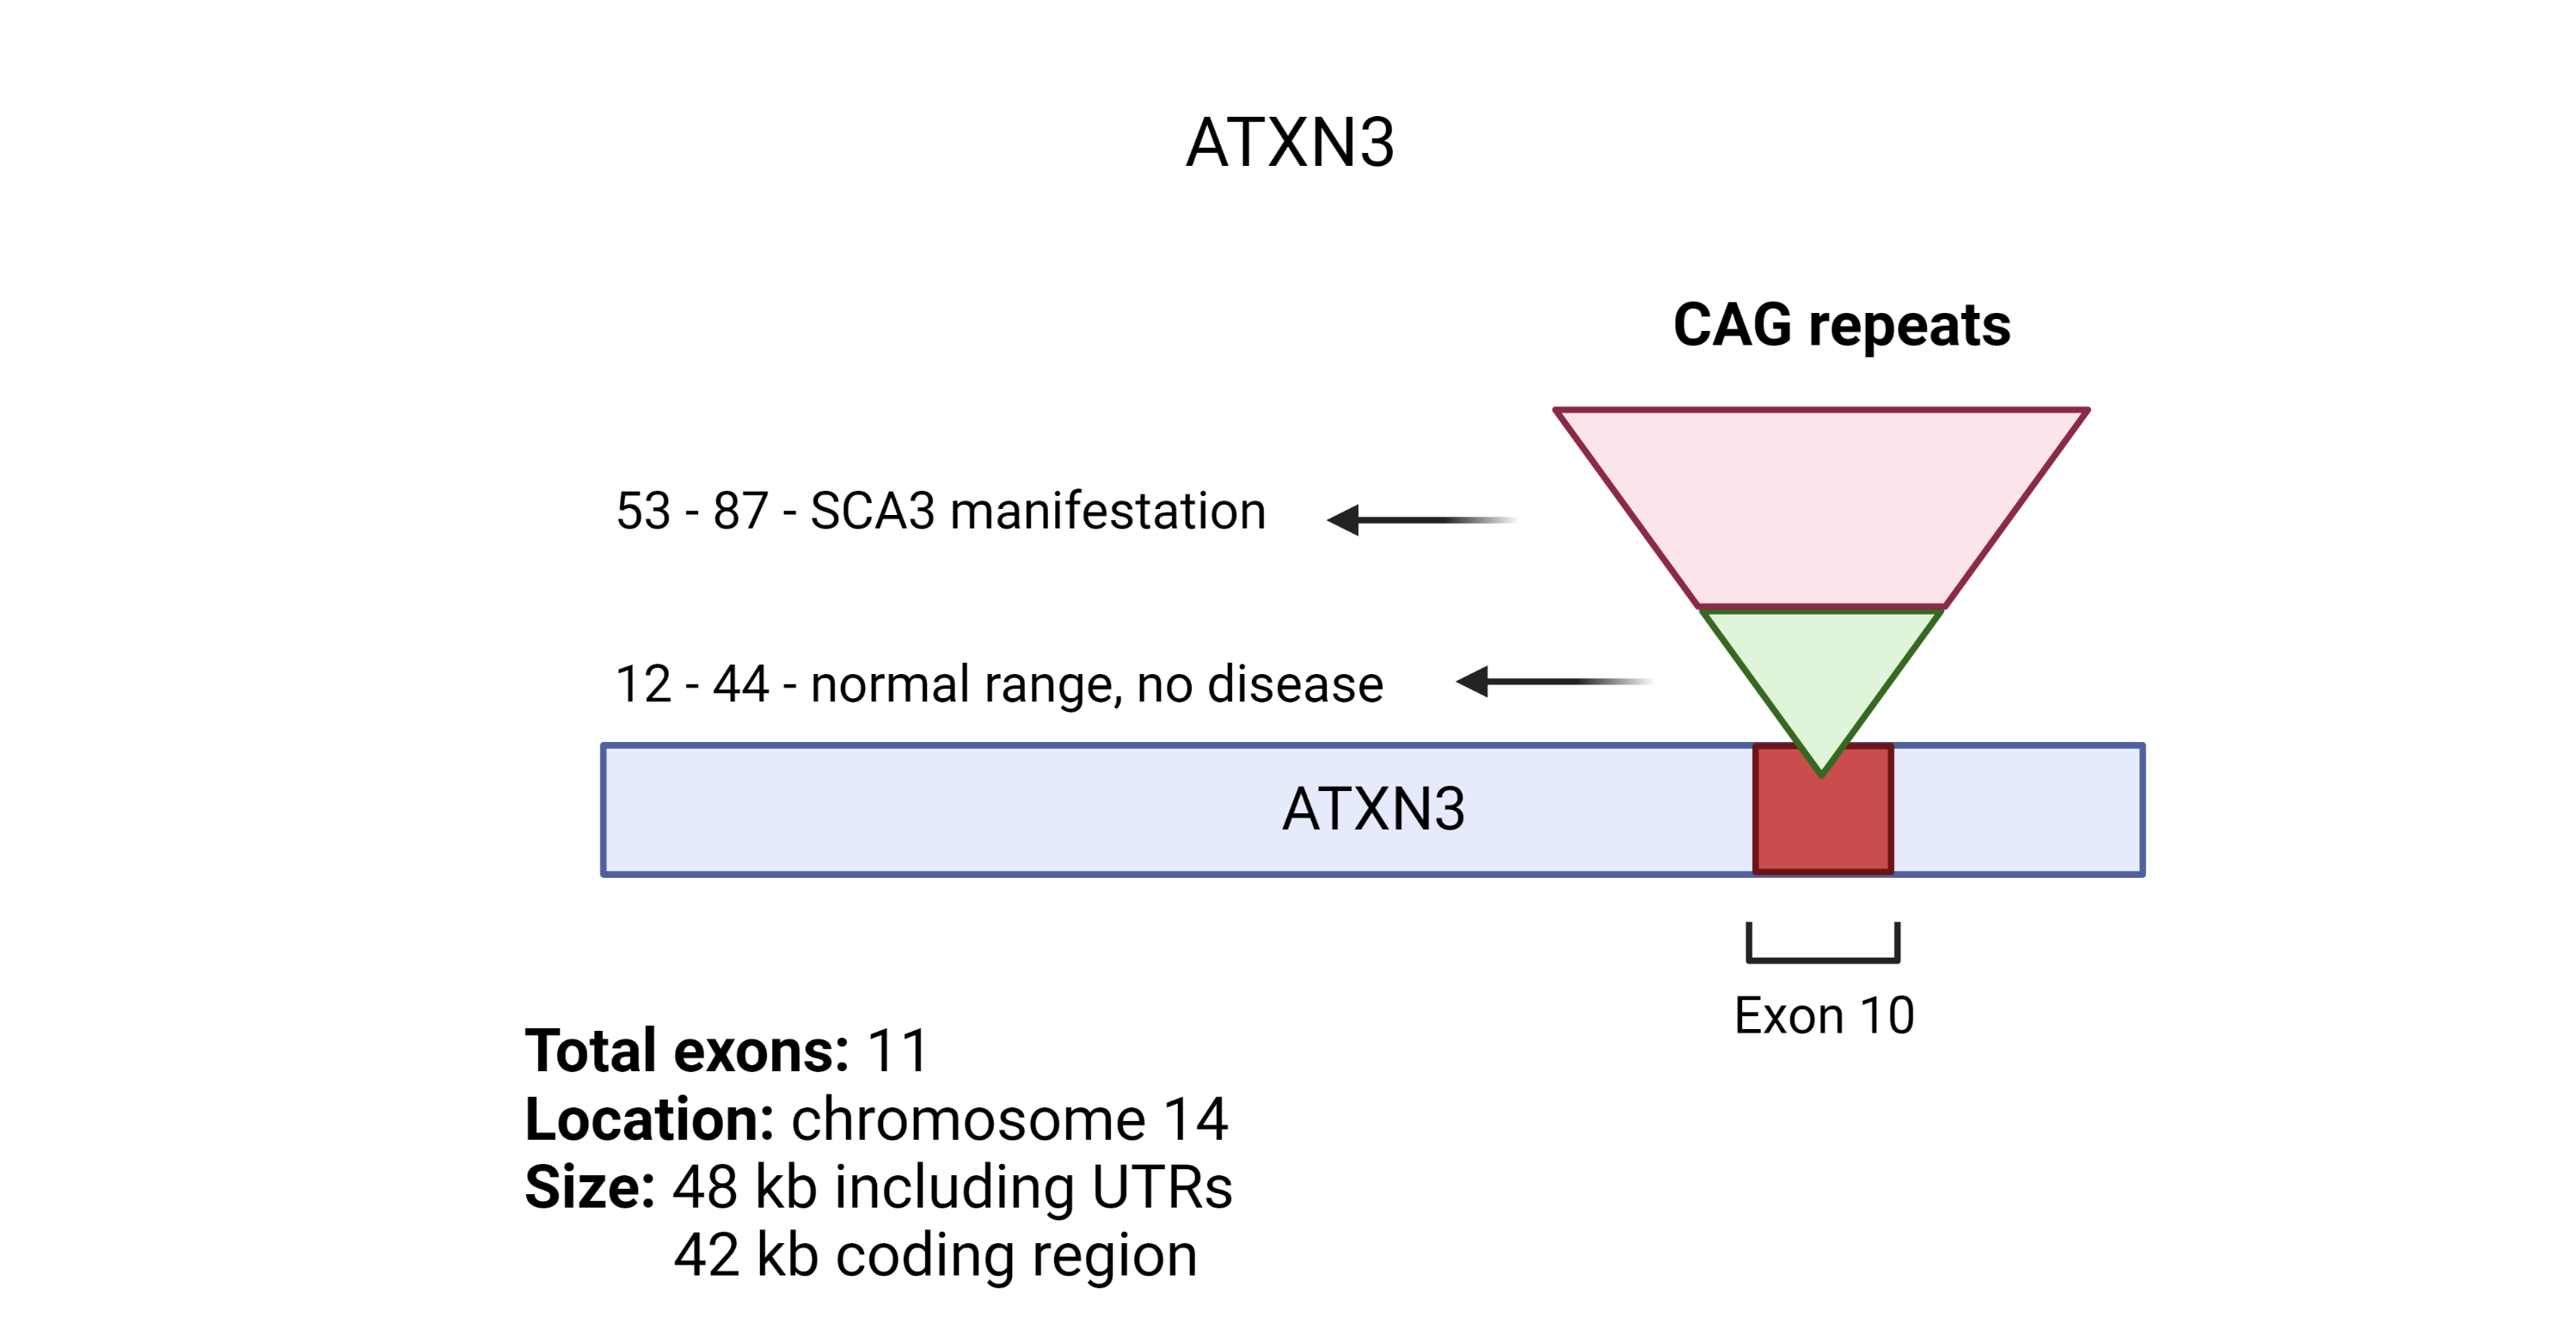 ATXN3
CAG repeats
53 - 87 - SCA3 manifestation
12 - 44 - normal range, no disease
ATXN3
Exon 10
Total exons: 11
Location: chromosome 14
Size: 48 kb including UTRs
42 kb coding region